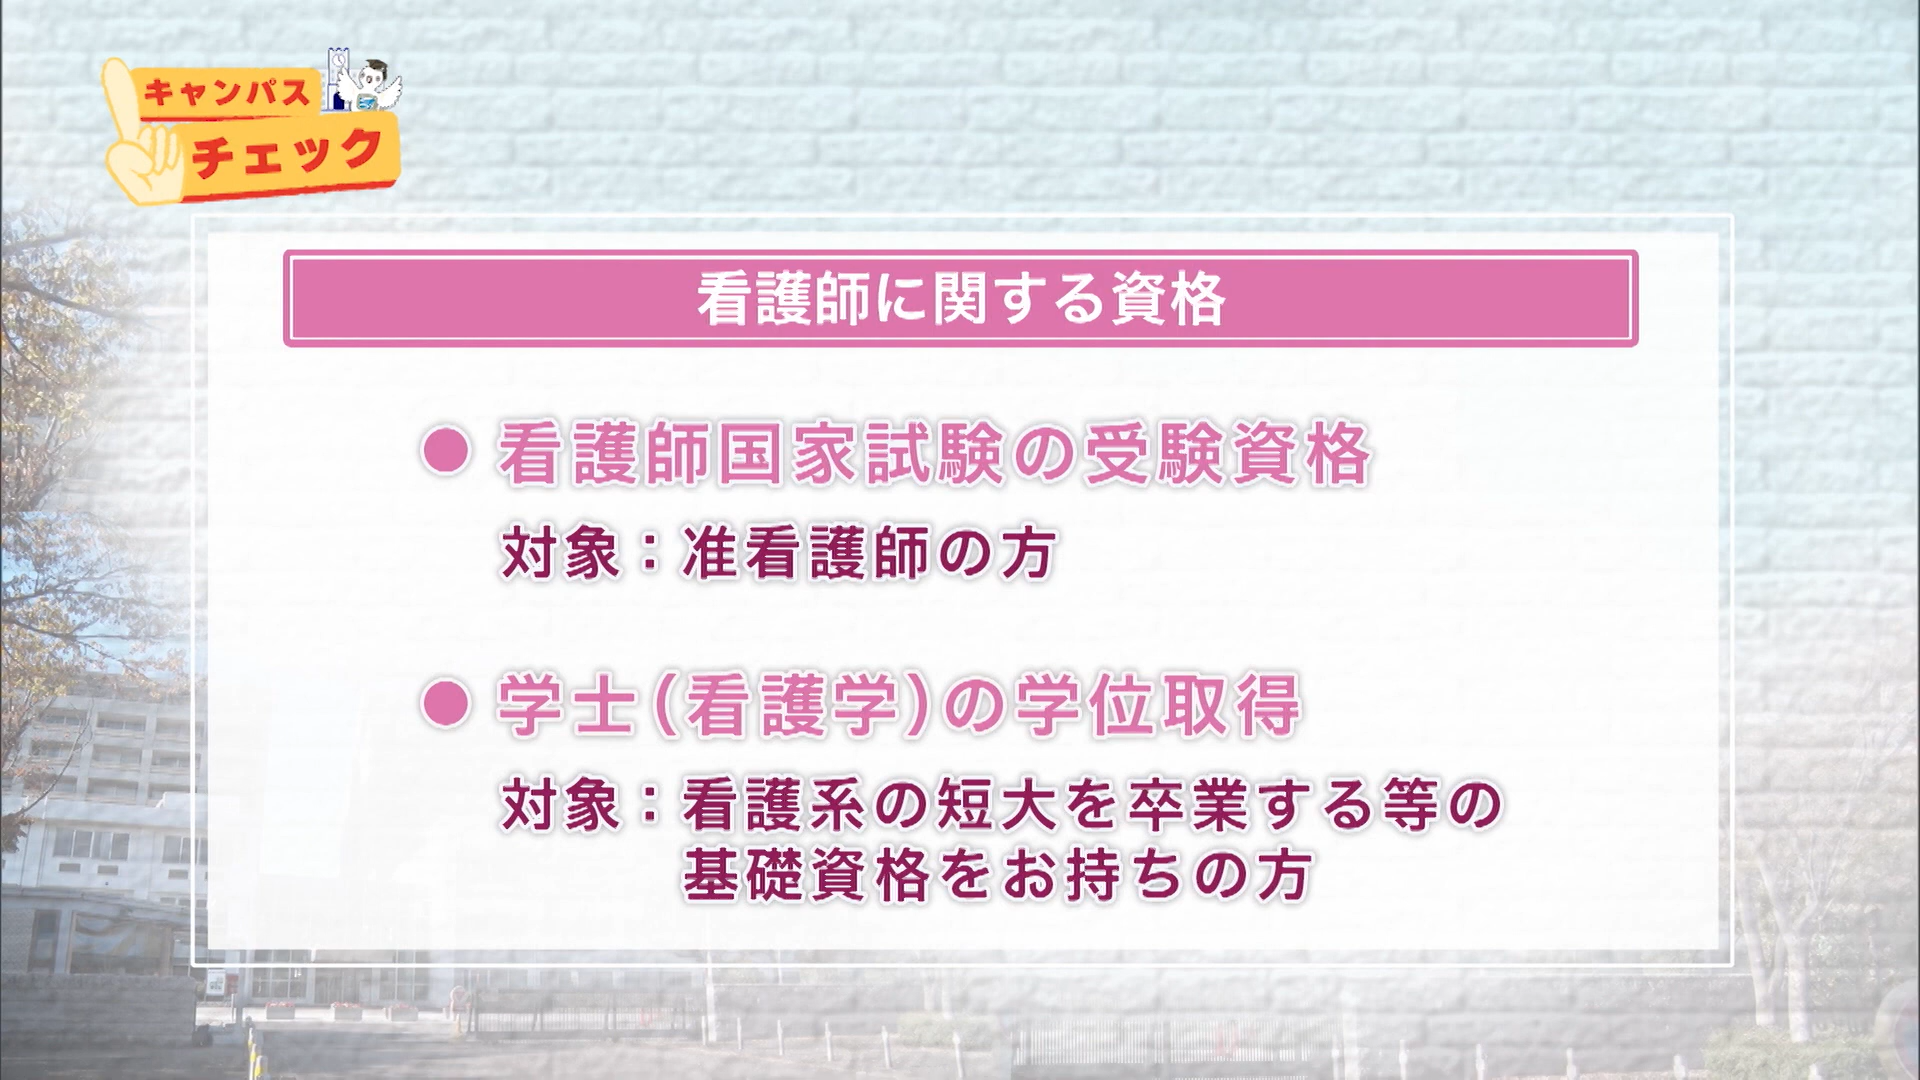 キャンパス
チェック
看護師に関する資格
● 看護師国家試験の受験資格
対象：准看護師の方
● 学士(看護学)の学位取得
対象：看護系の短大を卒業する等の
基礎資格をお持ちの方